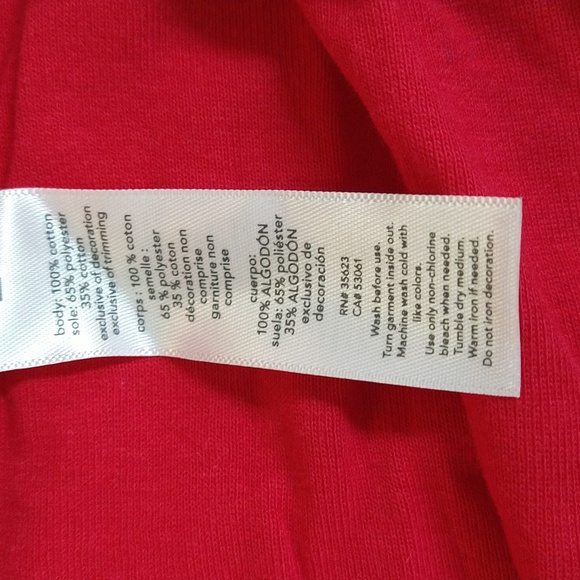 body: 100% cotton
sole: 65% polyester
35% cotton
exclusive of decoration
exclusive of trimming
corps : 100 % coton
semelle :
65 % polyester
35 % coton
décoration non
comprise
garniture non
comprise
cuerpo:
100% ALGODÓN
suela: 65% poliéster
35% ALGODÓN
exclusivo de
decoración
RN# 35623
CA# 53061
Wash before use.
Turn garment inside out.
Machine wash cold with
like colors.
Use only non-chlorine
bleach when needed.
Tumble dry medium.
Warm iron if needed.
Do not iron decoration.